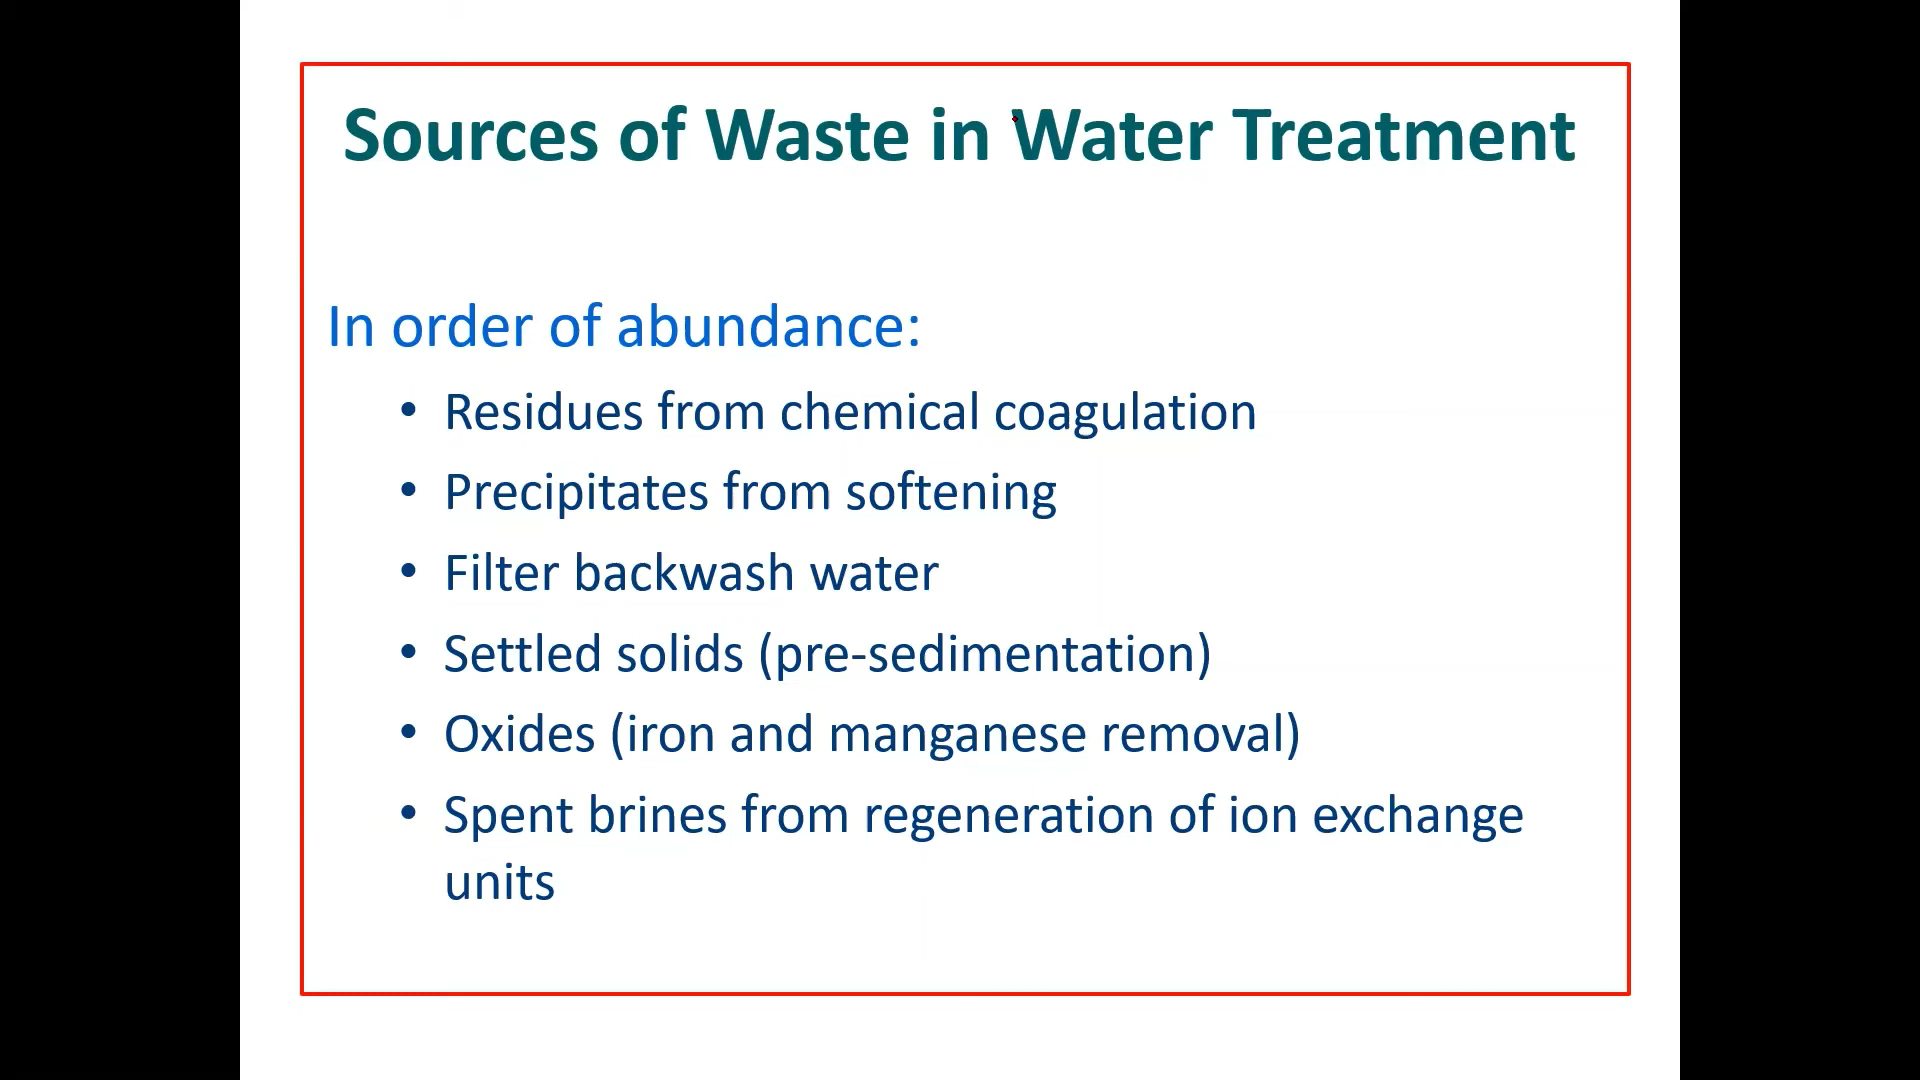 Sources of Waste in Water Treatment
In order of abundance:
• Residues from chemical coagulation
• Precipitates from softening
• Filter backwash water
• Settled solids (pre-sedimentation)
• Oxides (iron and manganese removal)
• Spent brines from regeneration of ion exchange
units